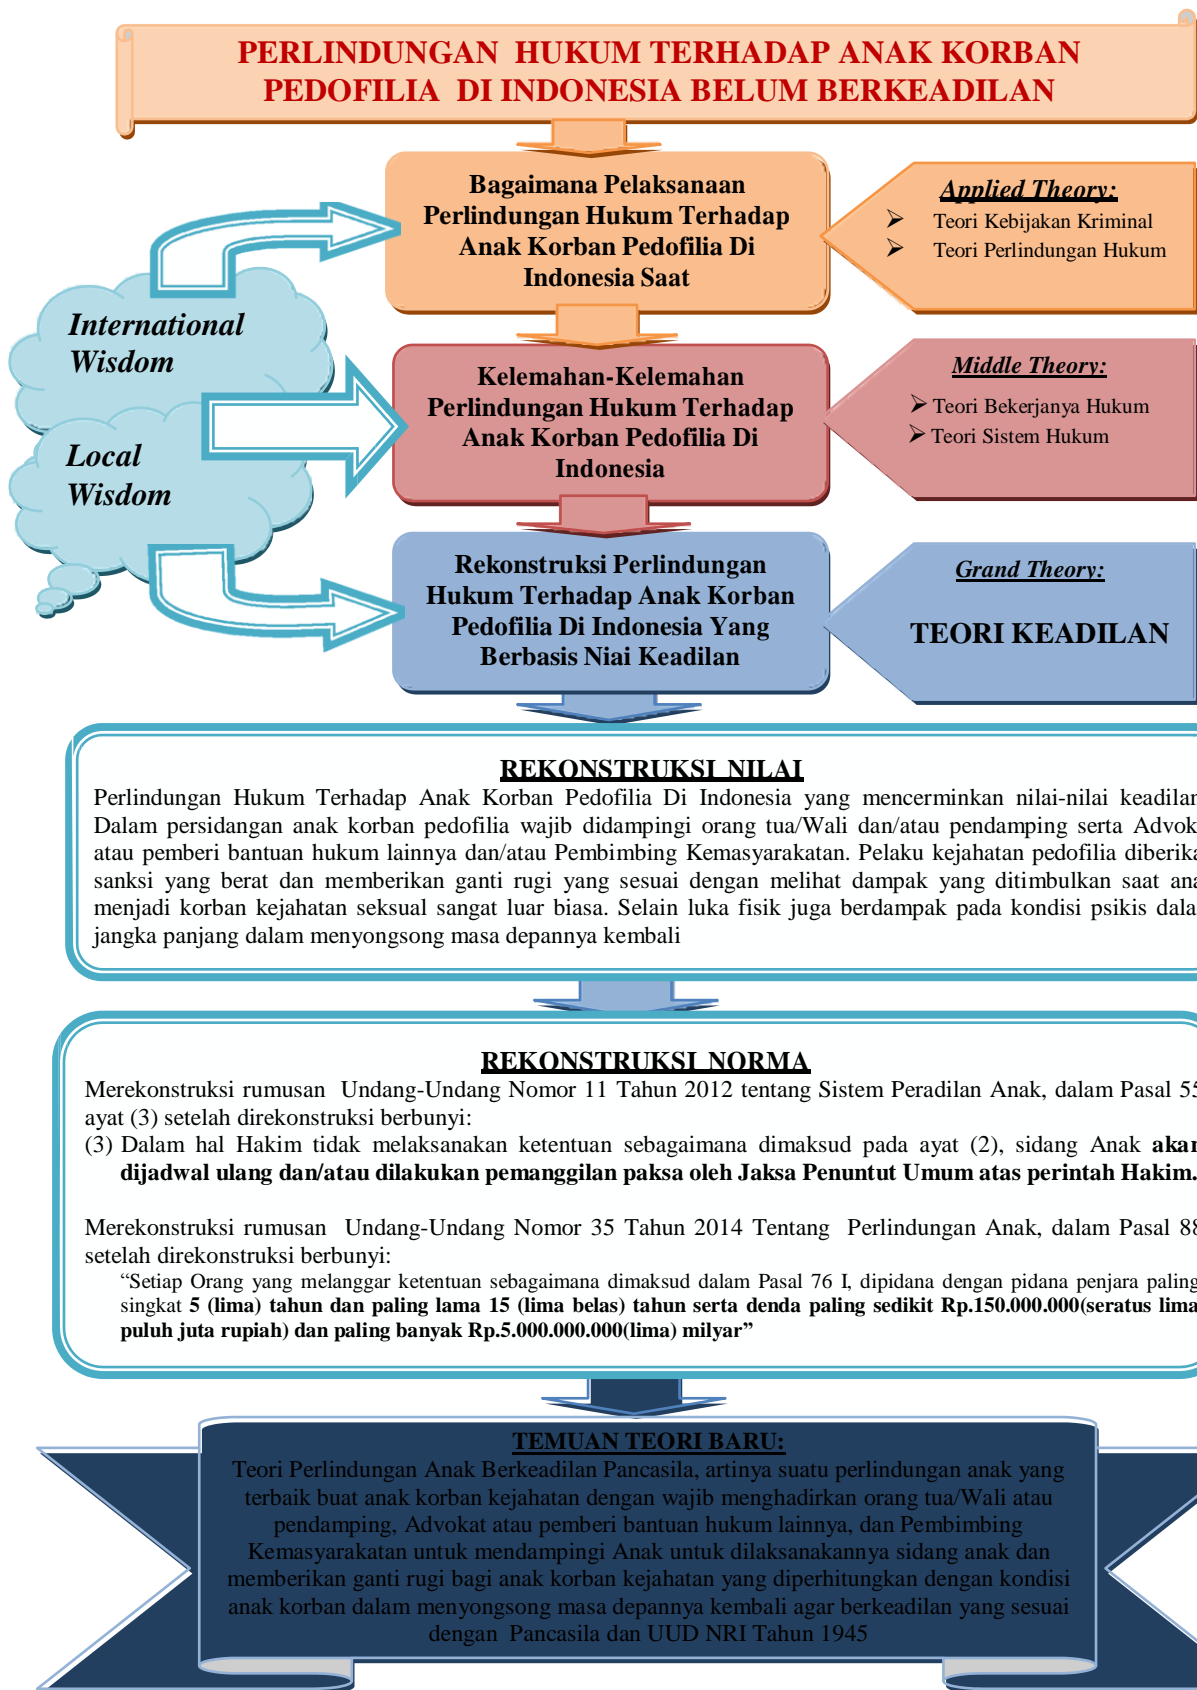 PERLINDUNGAN HUKUM TERHADAP ANAK KORBAN
PEDOFILIA DI INDONESIA BELUM BERKEADILAN
Bagaimana Pelaksanaan
Perlindungan Hukum Terhadap
Anak Korban Pedofilia Di
Indonesia Saat
Applied Theory:
➢ Teori Kebijakan Kriminal
➢ Teori Perlindungan Hukum
International
Wisdom
Local
Wisdom
Kelemahan-Kelemahan
Perlindungan Hukum Terhadap
Anak Korban Pedofilia Di
Indonesia
Middle Theory:
➢ Teori Bekerjanya Hukum
➢ Teori Sistem Hukum
Rekonstruksi Perlindungan
Hukum Terhadap Anak Korban
Pedofilia Di Indonesia Yang
Berbasis Niai Keadilan
Grand Theory:
TEORI KEADILAN
REKONSTRUKSI NILAI
Perlindungan Hukum Terhadap Anak Korban Pedofilia Di Indonesia yang mencerminkan nilai-nilai keadilan
Dalam persidangan anak korban pedofilia wajib didampingi orang tua/Wali dan/atau pendamping serta Advok
atau pemberi bantuan hukum lainnya dan/atau Pembimbing Kemasyarakatan. Pelaku kejahatan pedofilia diberika
sanksi yang berat dan memberikan ganti rugi yang sesuai dengan melihat dampak yang ditimbulkan saat ana
menjadi korban kejahatan seksual sangat luar biasa. Selain luka fisik juga berdampak pada kondisi psikis dala
jangka panjang dalam menyongsong masa depannya kembali
REKONSTRUKSI NORMA
Merekonstruksi rumusan Undang-Undang Nomor 11 Tahun 2012 tentang Sistem Peradilan Anak, dalam Pasal 55
ayat (3) setelah direkonstruksi berbunyi:
(3) Dalam hal Hakim tidak melaksanakan ketentuan sebagaimana dimaksud pada ayat (2), sidang Anak akan
dijadwal ulang dan/atau dilakukan pemanggilan paksa oleh Jaksa Penuntut Umum atas perintah Hakim.
Merekonstruksi rumusan Undang-Undang Nomor 35 Tahun 2014 Tentang Perlindungan Anak, dalam Pasal 88
setelah direkonstruksi berbunyi:
“Setiap Orang yang melanggar ketentuan sebagaimana dimaksud dalam Pasal 76 I, dipidana dengan pidana penjara paling
singkat 5 (lima) tahun dan paling lama 15 (lima belas) tahun serta denda paling sedikit Rp.150.000.000(seratus lima
puluh juta rupiah) dan paling banyak Rp.5.000.000.000(lima) milyar”
TEMUAN TEORI BARU:
Teori Perlindungan Anak Berkeadilan Pancasila, artinya suatu perlindungan anak yang
terbaik buat anak korban kejahatan dengan wajib menghadirkan orang tua/Wali atau
pendamping, Advokat atau pemberi bantuan hukum lainnya, dan Pembimbing
Kemasyarakatan untuk mendampingi Anak untuk dilaksanakannya sidang anak dan
memberikan ganti rugi bagi anak korban kejahatan yang diperhitungkan dengan kondisi
anak korban dalam menyongsong masa depannya kembali agar berkeadilan yang sesuai
dengan Pancasila dan UUD NRI Tahun 1945